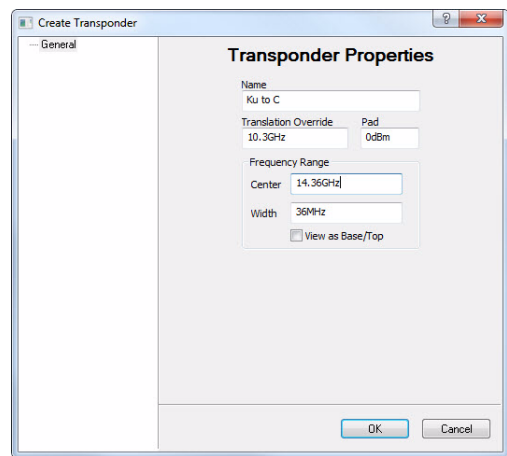 Create Transponder
General
Transponder Properties
Name
Ku to C
Translation Override Pad
10.3GHz 0dBm
Frequency Range
Center 14.36GHz
Width 36MHz
View as Base/Top
OK Cancel